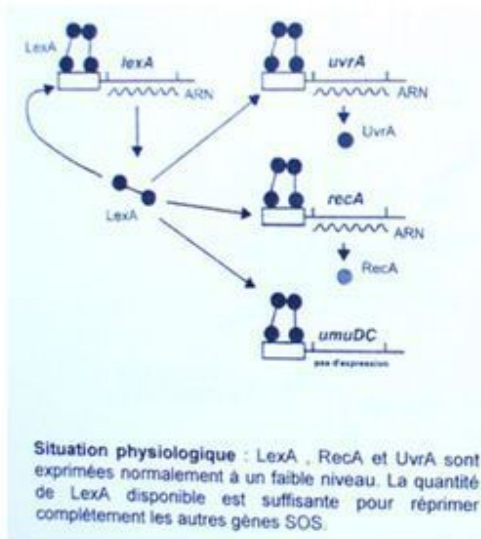 LexA
lexA
ARN
uvrA
ARN
UvrA
LexA
recA
ARN
RecA
umuDC
pas d'expression
Situation physiologique : LexA , RecA et UvrA sont
exprimées normalement à un faible niveau. La quantité
de LexA disponible est suffisante pour réprimer
complètement les autres gènes SOS.